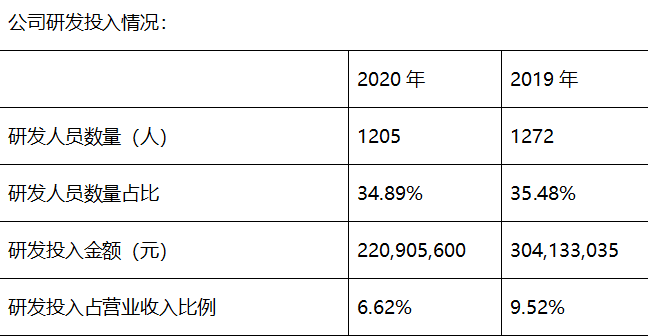 公司研发投入情况：
2020 年 2019 年
研发人员数量（人） 1205 1272
研发人员数量占比 34.89% 35.48%
研发投入金额（元） 220,905,600 304,133,035
研发投入占营业收入比例 6.62% 9.52%